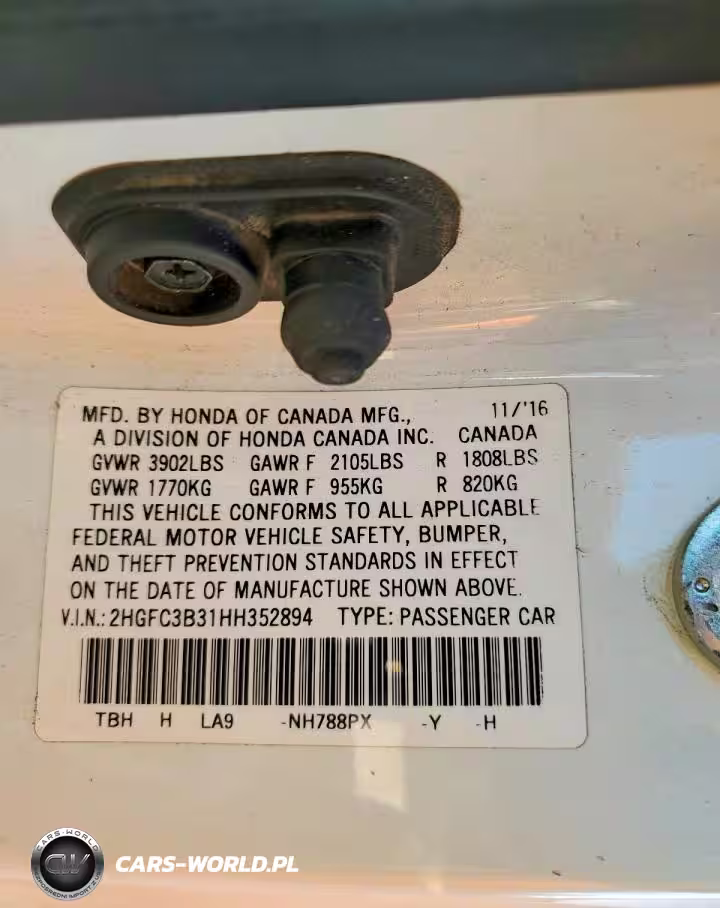 MFD. BY HONDA OF CANADA MFG., 11/'16
A DIVISION OF HONDA CANADA INC. CANADA
GVWR 3902LBS GAWR F 2105LBS R 1808LBS
GVWR 1770KG GAWR F 955KG R 820KG
THIS VEHICLE CONFORMS TO ALL APPLICABLE
FEDERAL MOTOR VEHICLE SAFETY, BUMPER,
AND THEFT PREVENTION STANDARDS IN EFFECT
ON THE DATE OF MANUFACTURE SHOWN ABOVE.
V.I.N.: 2HGFC3B31HH352894 TYPE: PASSENGER CAR
TBH H LA9 -NH788PX -Y -H
CARS-WORLD
CW
CARS-WORLD.PL